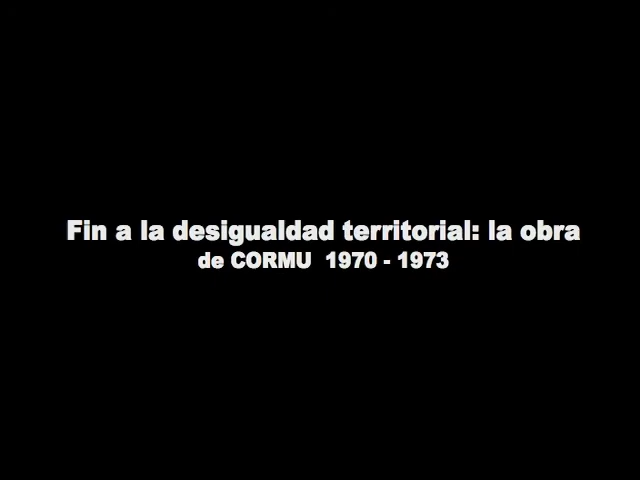 Fin a la desigualdad territorial: la obra
de CORMU 1970 - 1973